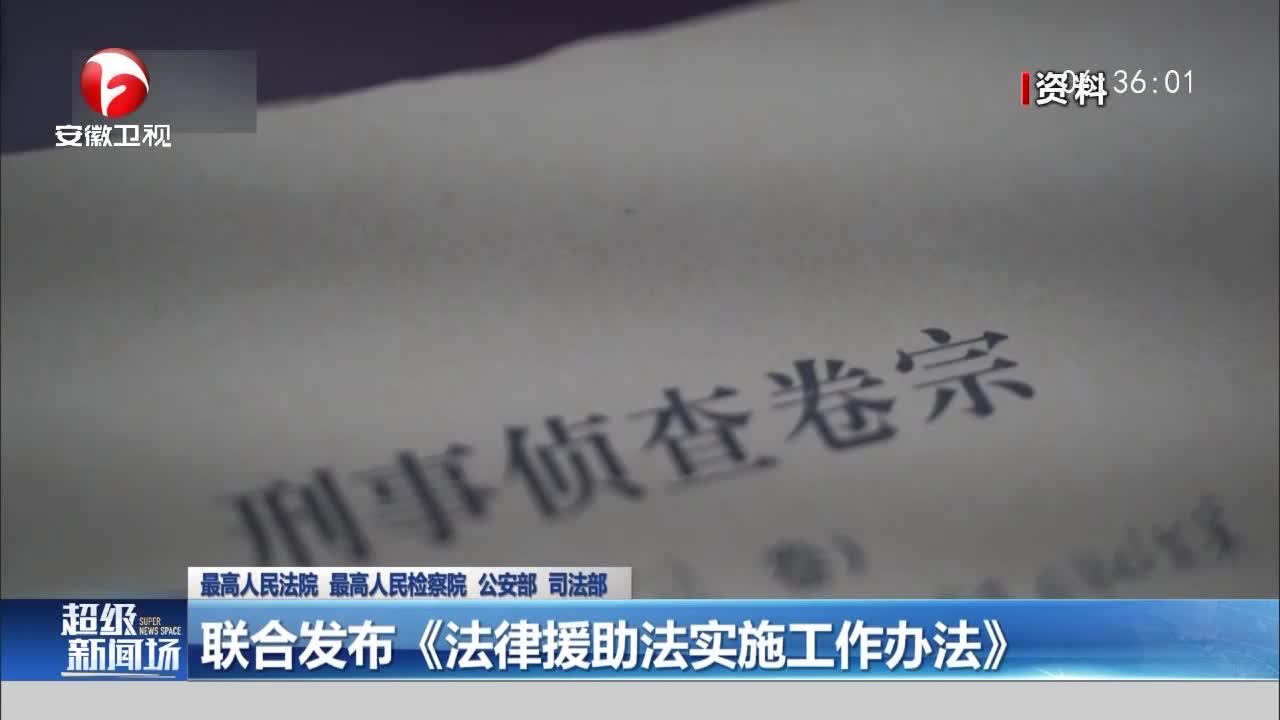 安徽卫视
资料
36:01
刑事侦查卷宗
最高人民法院 最高人民检察院 公安部 司法部
超级新闻场
SUPER NEWS SPACE
联合发布《法律援助法实施工作办法》